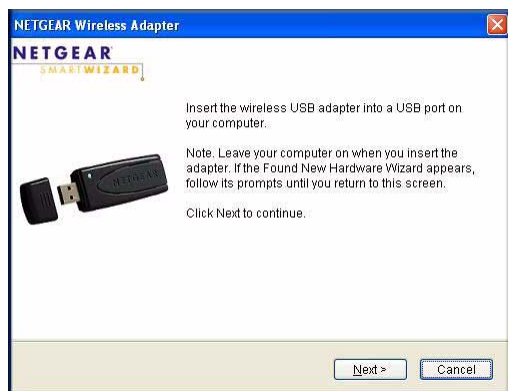 NETGEAR Wireless Adapter
NETGEAR
SMARTWIZARD
Insert the wireless USB adapter into a USB port on
your computer.
Note. Leave your computer on when you insert the
adapter. If the Found New Hardware Wizard appears,
follow its prompts until you return to this screen.
NETGEAR
Click Next to continue.
Next >
Cancel